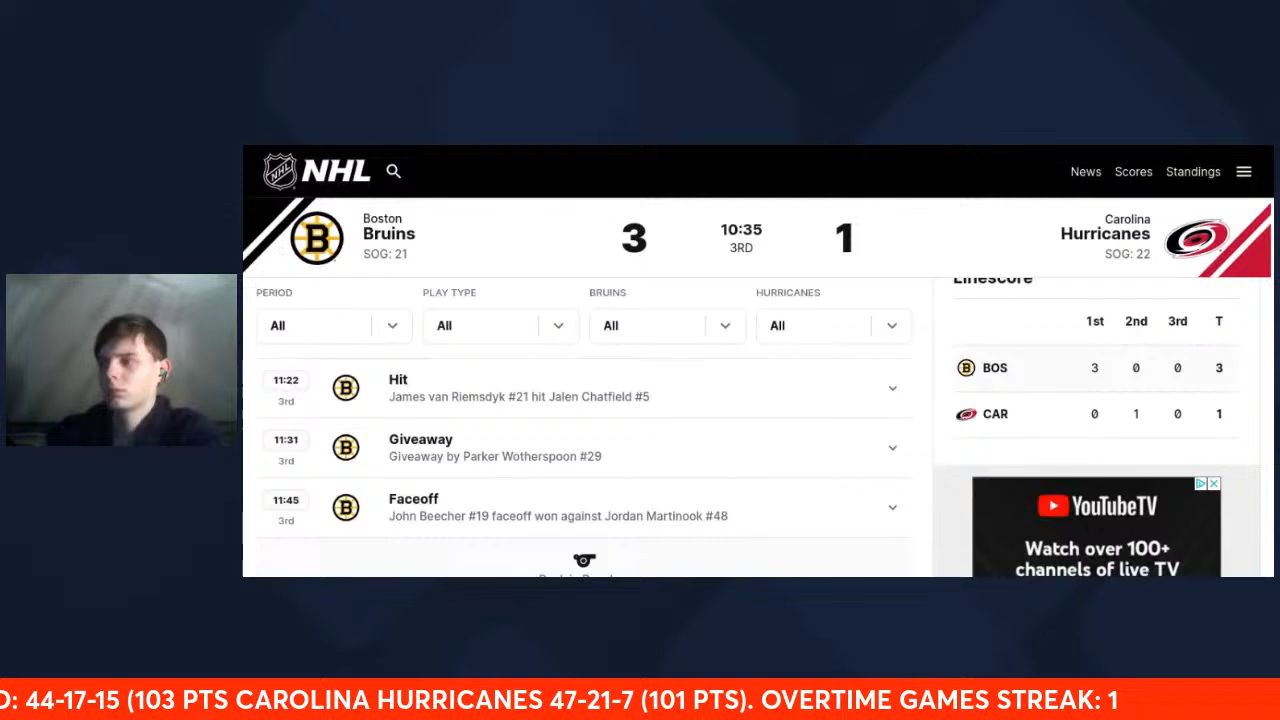 NHL
News Scores Standings
Boston
Bruins
SOG: 21
3
10:35
3RD
1
Carolina
Hurricanes
SOG: 22
PERIOD PLAY TYPE BRUINS HURRICANES
All All All All
11:22
3rd
B
Hit
James van Riemsdyk #21 hit Jalen Chatfield #5
11:31
3rd
B
Giveaway
Giveaway by Parker Wotherspoon #29
11:45
3rd
B
Faceoff
John Beecher #19 faceoff won against Jordan Martinook #48
Linescore
1st 2nd 3rd T
BOS 3 0 0 3
CAR 0 1 0 1
YouTubeTV
Watch over 100+
channels of live TV
D: 44-17-15 (103 PTS CAROLINA HURRICANES 47-21-7 (101 PTS). OVERTIME GAMES STREAK: 1